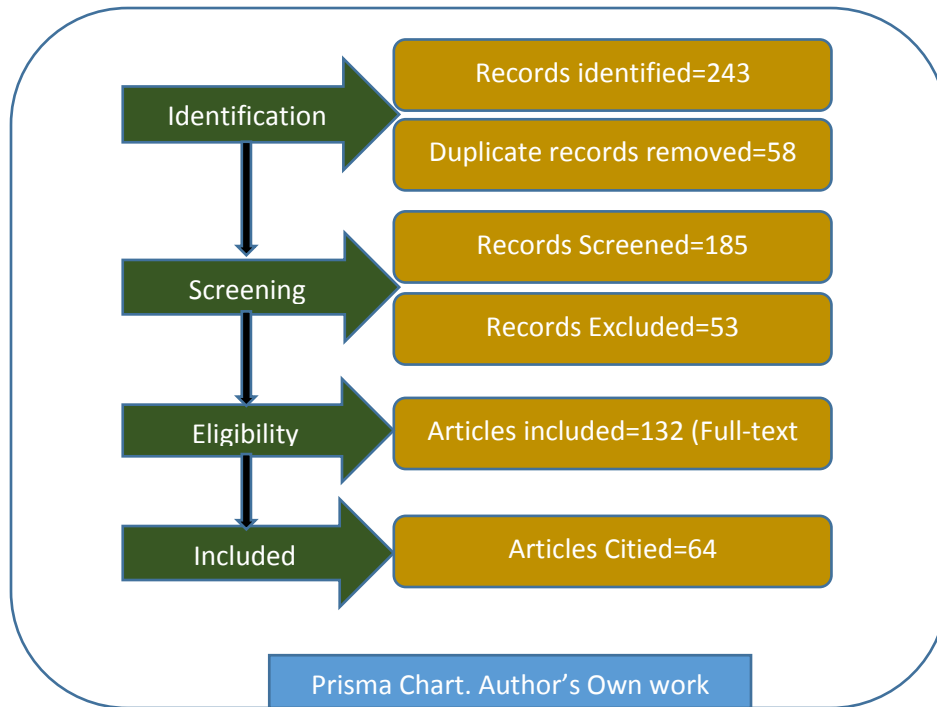 Identification
Records identified=243
Duplicate records removed=58
Screening
Records Screened=185
Records Excluded=53
Eligibility
Articles included=132 (Full-text
Included
Articles Citied=64
Prisma Chart. Author's Own work